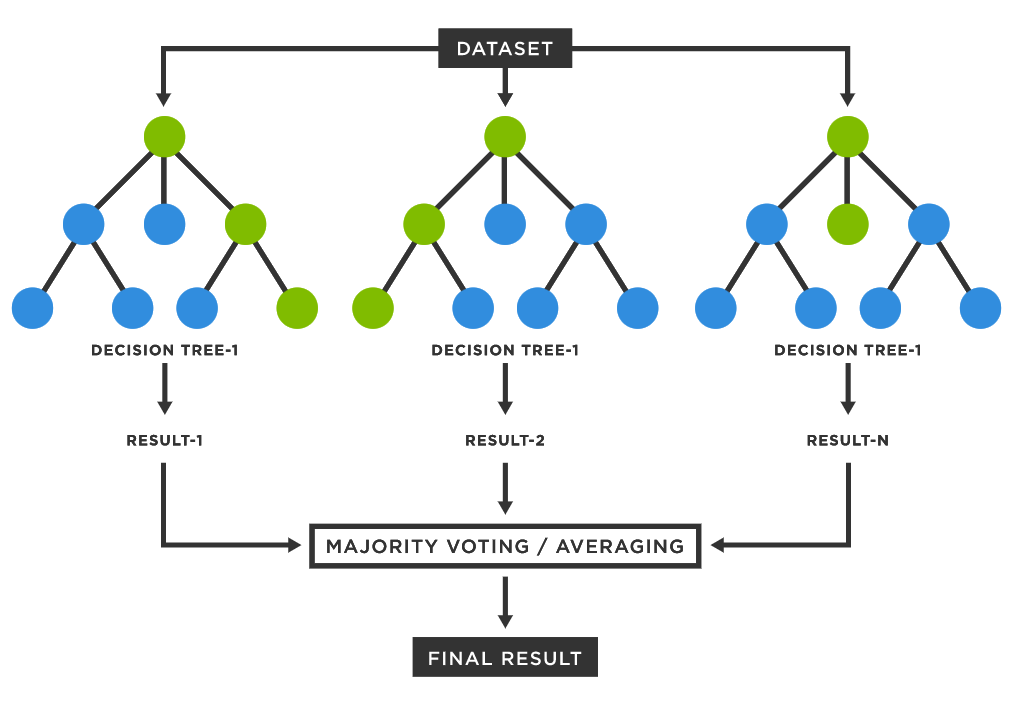 DATASET
DECISION TREE-1
DECISION TREE-1
DECISION TREE-1
RESULT-1
RESULT-2
RESULT-N
MAJORITY VOTING / AVERAGING
FINAL RESULT